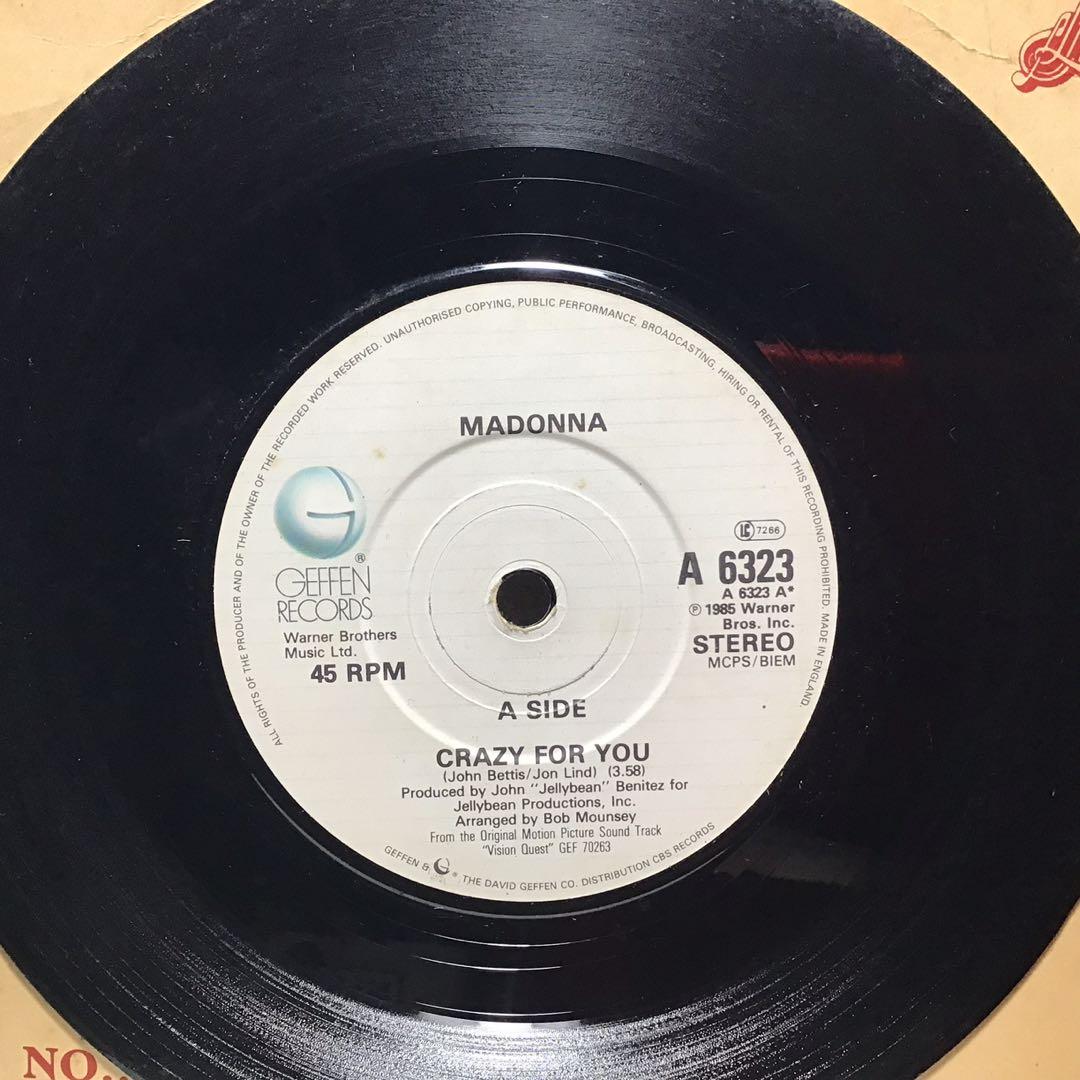 ALL RIGHTS OF THE PRODUCER AND OF THE OWNER OF THE RECORDED WORK RESERVED. UNAUTHORISED COPYING, PUBLIC PERFORMANCE, BROADCASTING, HIRING OR RENTAL OF THIS RECORDING PROHIBITED. MADE IN ENGLAND.
MADONNA
G
GEFFEN ®
RECORDS
Warner Brothers
Music Ltd.
45 RPM
LC 7266
A 6323
A 6323 A*
℗ 1985 Warner
Bros. Inc.
STEREO
MCPS/BIEM
A SIDE
CRAZY FOR YOU
(John Bettis/Jon Lind) (3.58)
Produced by John "Jellybean" Benitez for
Jellybean Productions, Inc.
Arranged by Bob Mounsey
From the Original Motion Picture Sound Track
"Vision Quest" GEF 70263
GEFFEN & G ® THE DAVID GEFFEN CO. DISTRIBUTION CBS RECORDS
NO...